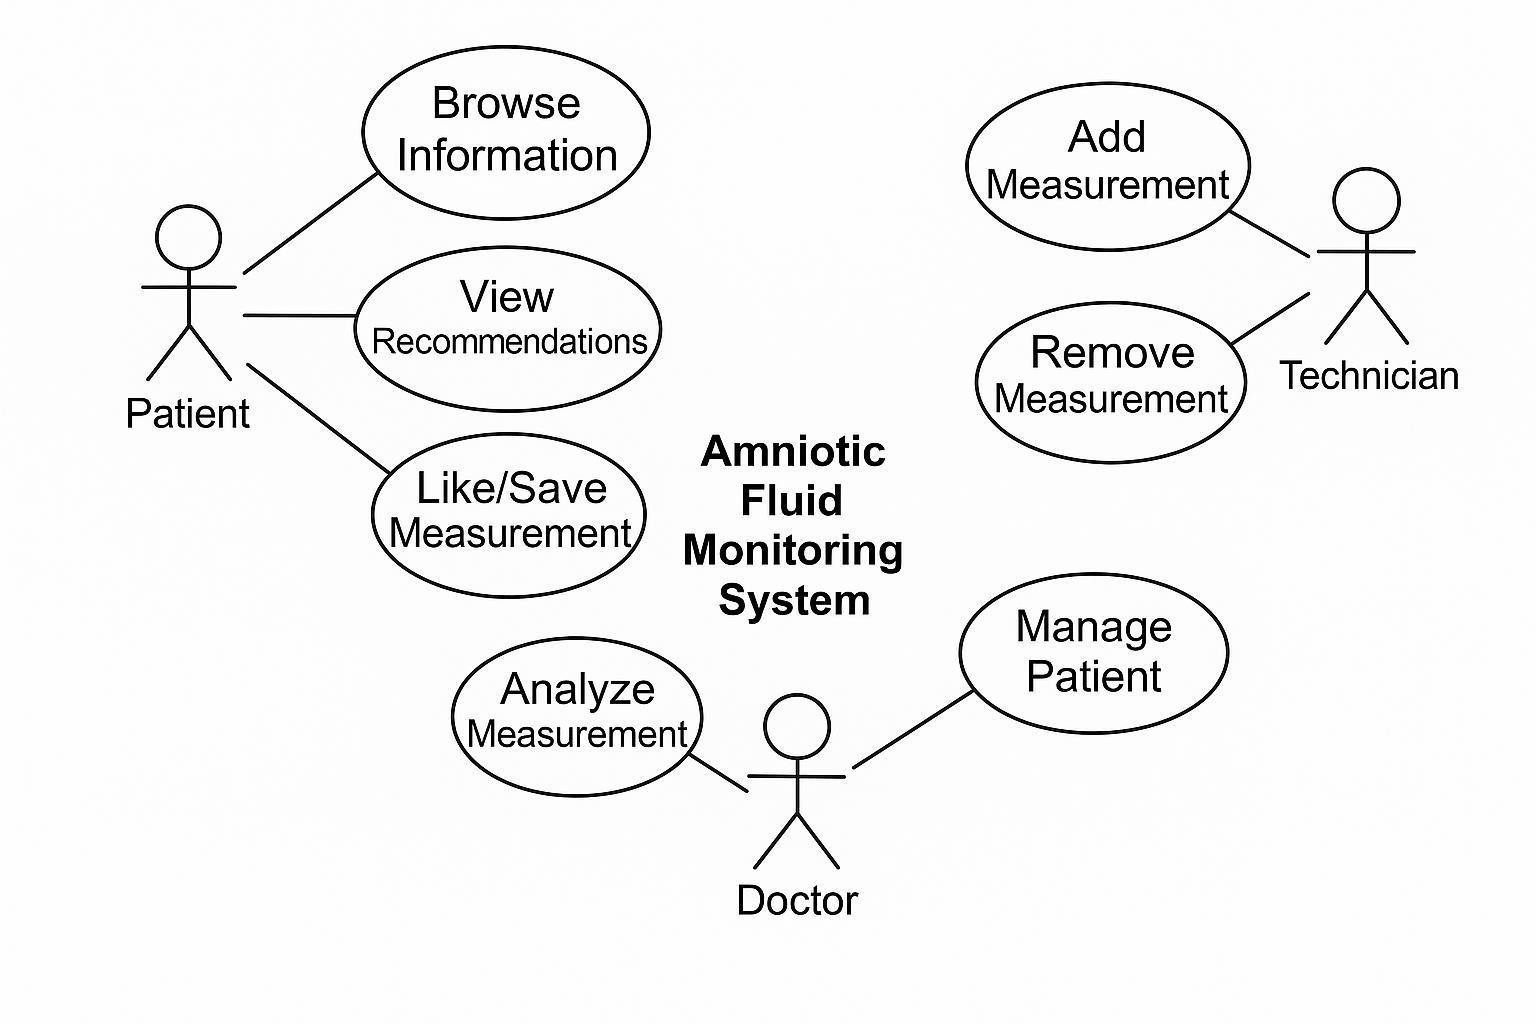 Browse
Information
View
Recommendations
Like/Save
Measurement
Patient
Add
Measurement
Remove
Measurement
Technician
Amniotic
Fluid
Monitoring
System
Analyze
Measurement
Manage
Patient
Doctor